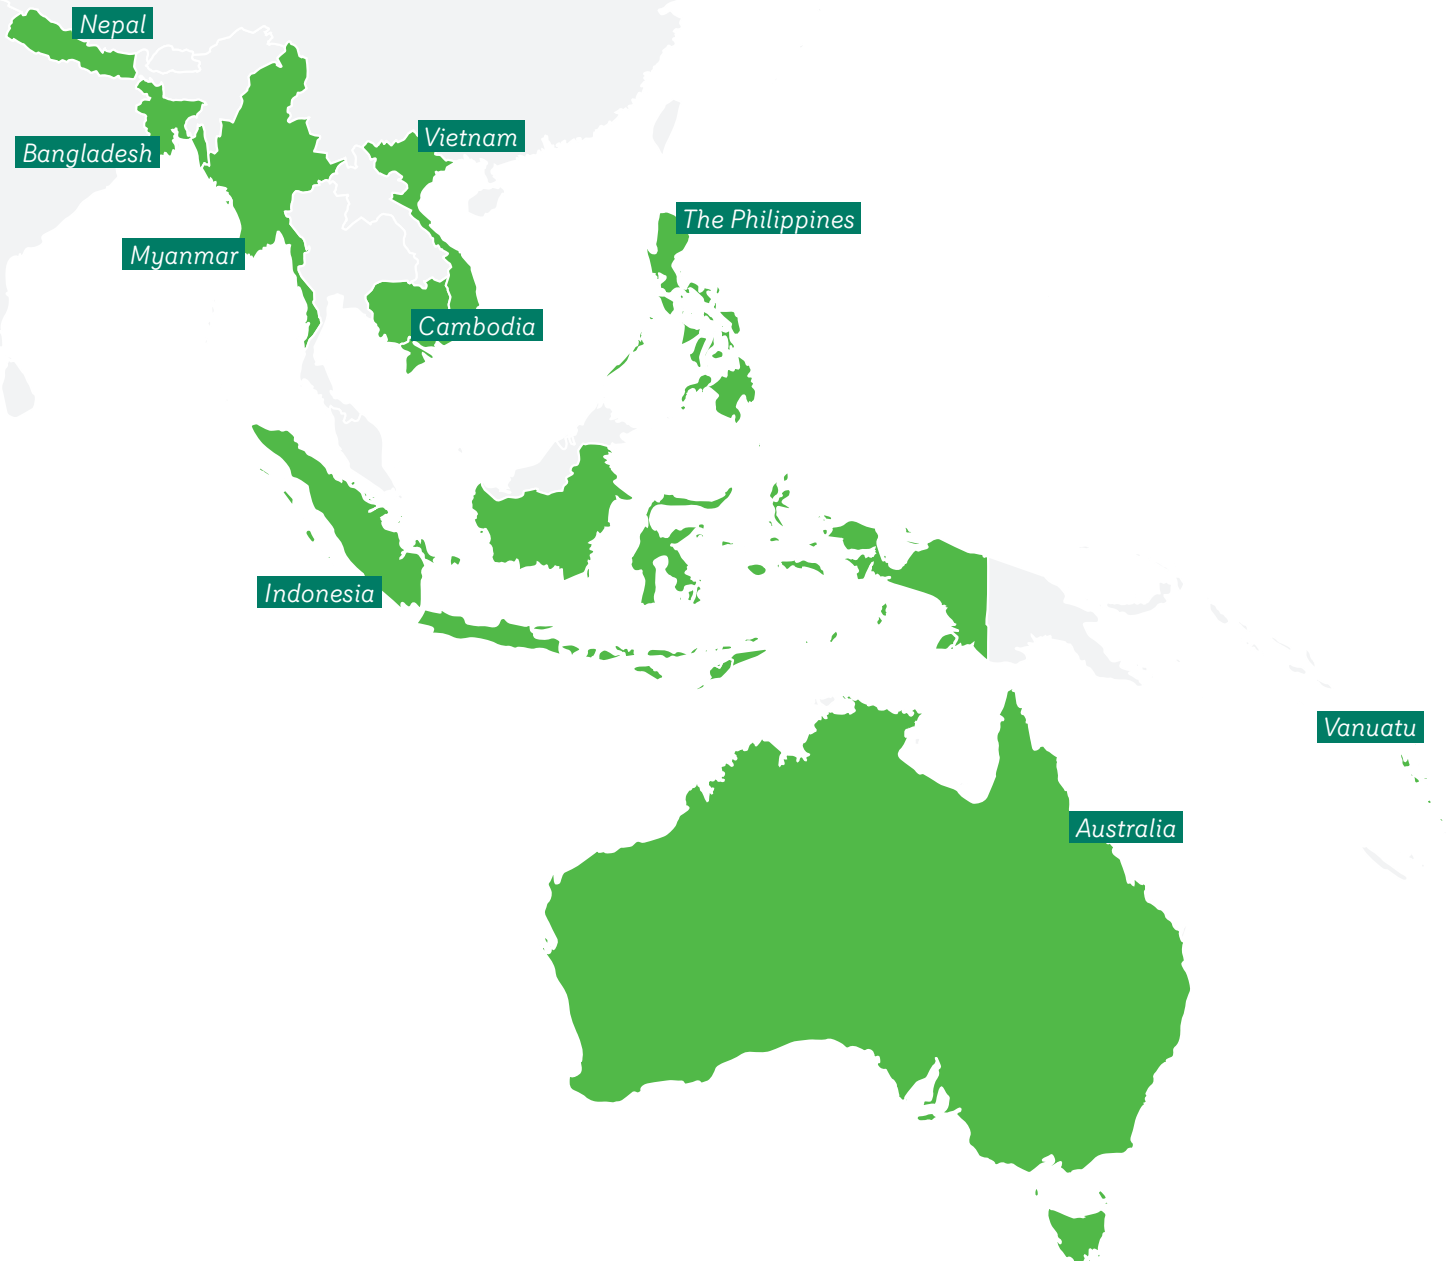 Nepal
Vietnam
Bangladesh
The Philippines
Myanmar
Cambodia
Indonesia
Vanuatu
Australia